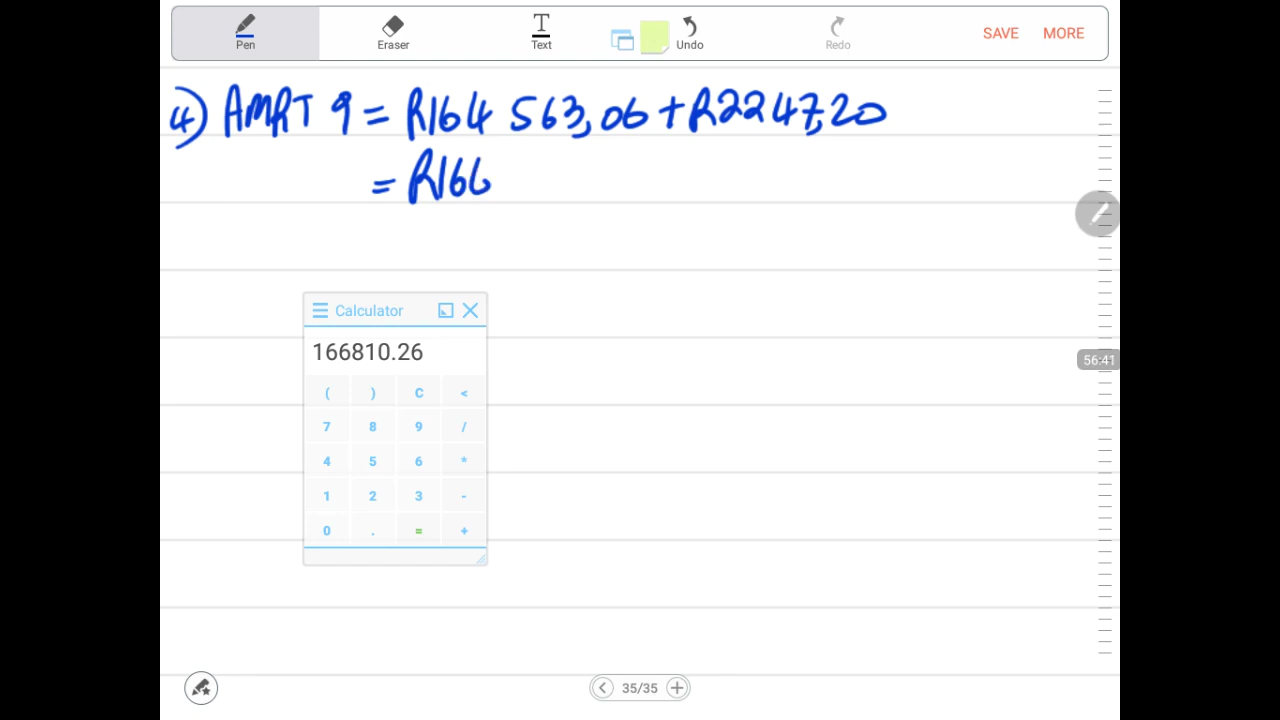 Pen
Eraser
Text
Undo
Redo
SAVE
MORE
4) AMRT 9 = R164 563,06 + R2247,20
= R166
Calculator
166810.26
( ) C <
7 8 9 /
4 5 6 *
1 2 3 -
0 . = +
56:41
35/35